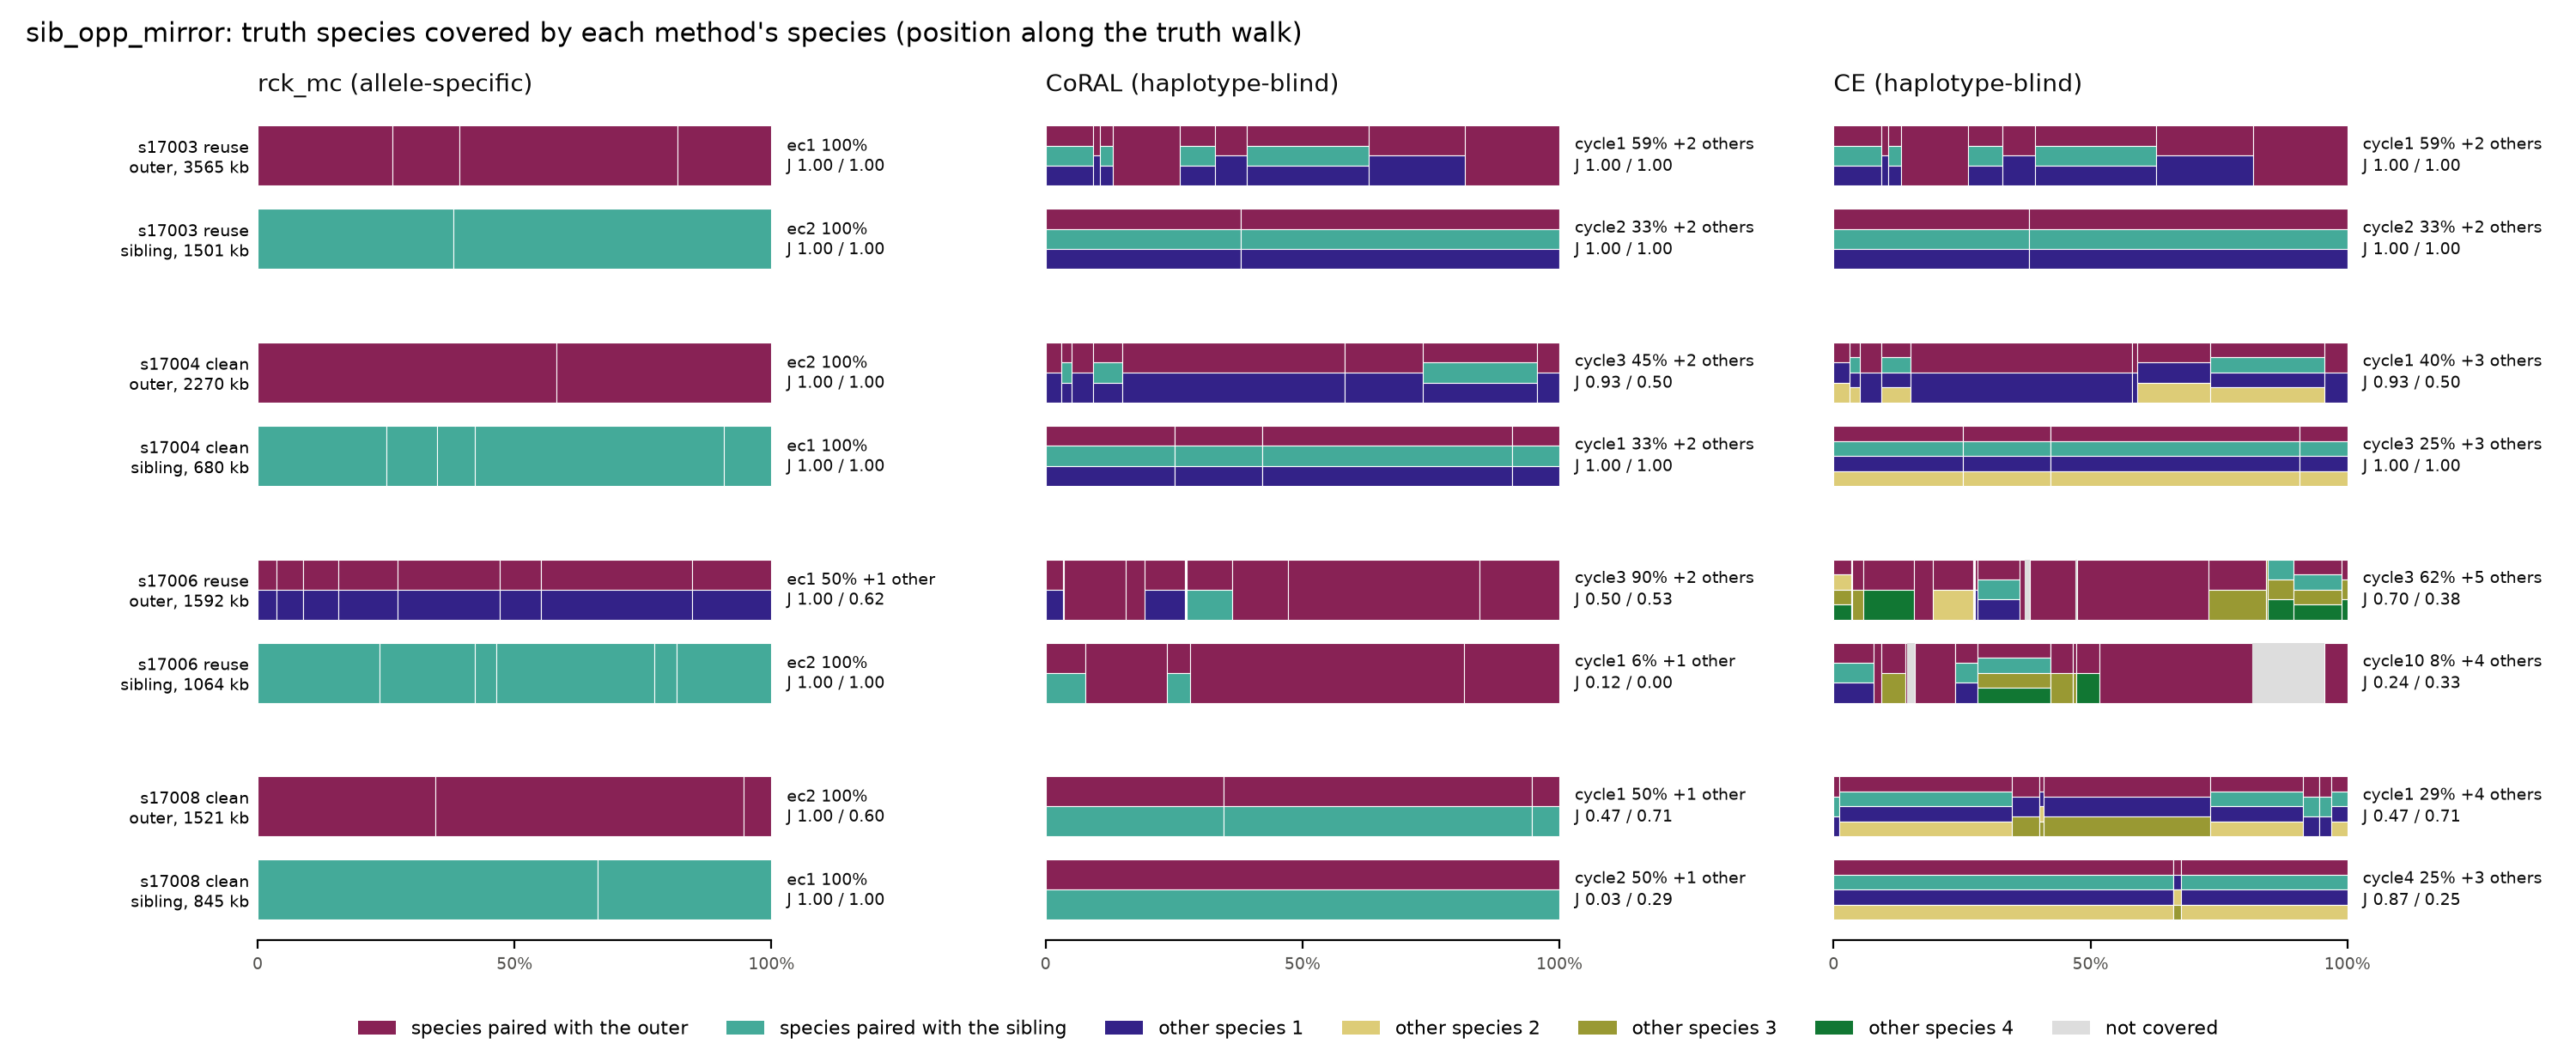 sib_opp_mirror: truth species covered by each method's species (position along the truth walk)
rck_mc (allele-specific)
CoRAL (haplotype-blind)
CE (haplotype-blind)
s17003 reuse
outer, 3565 kb
ec1 100%
J 1.00 / 1.00
cycle1 59% +2 others
J 1.00 / 1.00
cycle1 59% +2 others
J 1.00 / 1.00
s17003 reuse
sibling, 1501 kb
ec2 100%
J 1.00 / 1.00
cycle2 33% +2 others
J 1.00 / 1.00
cycle2 33% +2 others
J 1.00 / 1.00
s17004 clean
outer, 2270 kb
ec2 100%
J 1.00 / 1.00
cycle3 45% +2 others
J 0.93 / 0.50
cycle1 40% +3 others
J 0.93 / 0.50
s17004 clean
sibling, 680 kb
ec1 100%
J 1.00 / 1.00
cycle1 33% +2 others
J 1.00 / 1.00
cycle3 25% +3 others
J 1.00 / 1.00
s17006 reuse
outer, 1592 kb
ec1 50% +1 other
J 1.00 / 0.62
cycle3 90% +2 others
J 0.50 / 0.53
cycle3 62% +5 others
J 0.70 / 0.38
s17006 reuse
sibling, 1064 kb
ec2 100%
J 1.00 / 1.00
cycle1 6% +1 other
J 0.12 / 0.00
cycle10 8% +4 others
J 0.24 / 0.33
s17008 clean
outer, 1521 kb
ec2 100%
J 1.00 / 0.60
cycle1 50% +1 other
J 0.47 / 0.71
cycle1 29% +4 others
J 0.47 / 0.71
s17008 clean
sibling, 845 kb
ec1 100%
J 1.00 / 1.00
cycle2 50% +1 other
J 0.03 / 0.29
cycle4 25% +3 others
J 0.87 / 0.25
0 50% 100%
0 50% 100%
0 50% 100%
species paired with the outer
species paired with the sibling
other species 1
other species 2
other species 3
other species 4
not covered